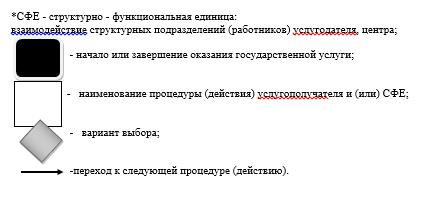 *СФЕ - структурно - функциональная единица:
взаимодействие структурных подразделений (работников) услугодателя, центра;
- начало или завершение оказания государственной услуги;
- наименование процедуры (действия) услугополучателя и (или) СФЕ;
- вариант выбора;
-переход к следующей процедуре (действию).